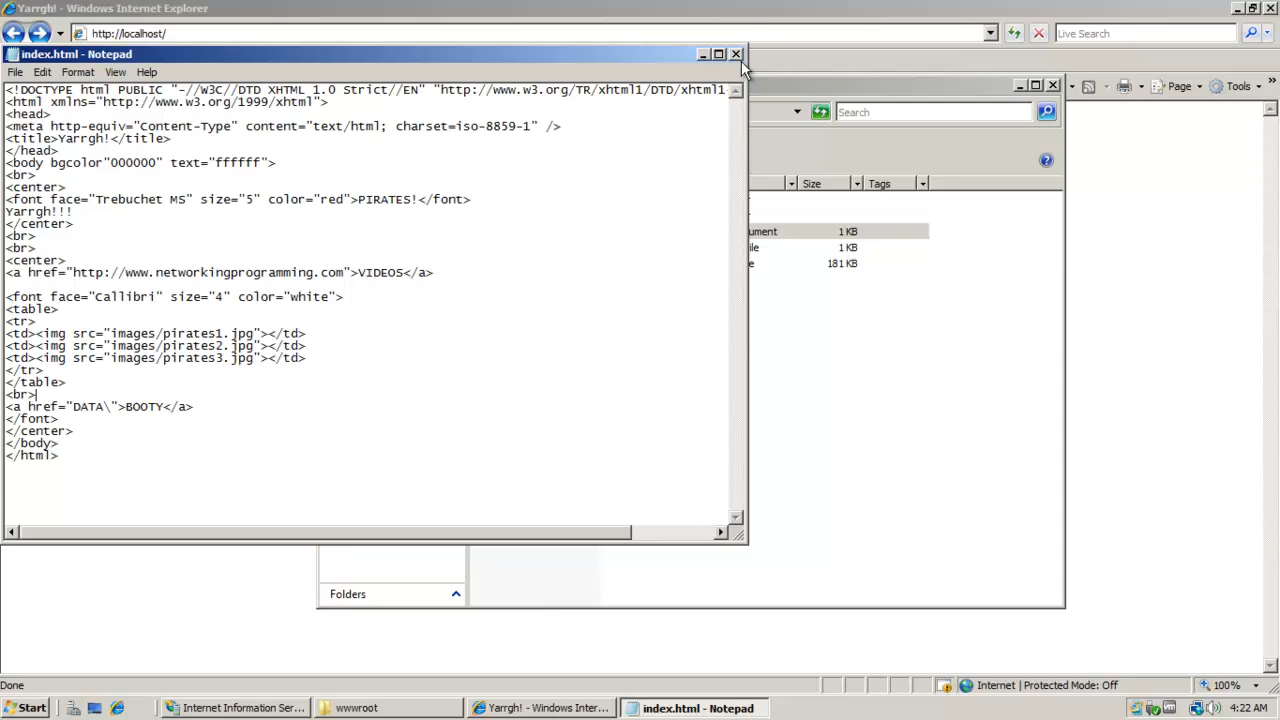 Yarrgh! - Windows Internet Explorer
http://localhost/
Live Search
index.html - Notepad
File Edit Format View Help
Page Tools
Search
Size Tags
<!DOCTYPE html PUBLIC "-//W3C//DTD XHTML 1.0 Strict//EN" "http://www.w3.org/TR/xhtml1/DTD/xhtml1-
<html xmlns="http://www.w3.org/1999/xhtml">
<head>
<meta http-equiv="Content-Type" content="text/html; charset=iso-8859-1" />
<title>Yarrgh!</title>
</head>
<body bgcolor"000000" text="ffffff">
<br>
<center>
<font face="Trebuchet MS" size="5" color="red">PIRATES!</font>
Yarrgh!!!
</center>
<br>
<br>
<center>
<a href="http://www.networkingprogramming.com">VIDEOS</a>
<font face="Callibri" size="4" color="white">
<table>
<tr>
<td><img src="images/pirates1.jpg"></td>
<td><img src="images/pirates2.jpg"></td>
<td><img src="images/pirates3.jpg"></td>
</tr>
</table>
<br>
<a href="DATA\">BOOTY</a>
</font>
</center>
</body>
</html>
ument 1 KB
ile 1 KB
e 181 KB
Folders
Done
Internet | Protected Mode: Off
100%
Start
Internet Information Ser...
wwwroot
Yarrgh! - Windows Inter...
index.html - Notepad
4:22 AM